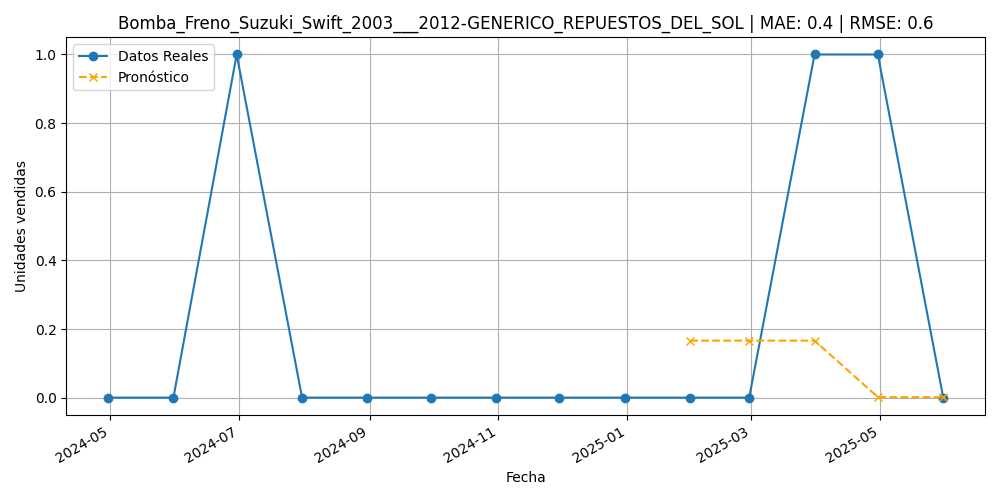 Bomba_Freno_Suzuki_Swift_2003___2012-GENERICO_REPUESTOS_DEL_SOL | MAE: 0.4 | RMSE: 0.6
Datos Reales
Pronóstico
Unidades vendidas
1.0
0.8
0.6
0.4
0.2
0.0
2024-05
2024-07
2024-09
2024-11
2025-01
2025-03
2025-05
Fecha